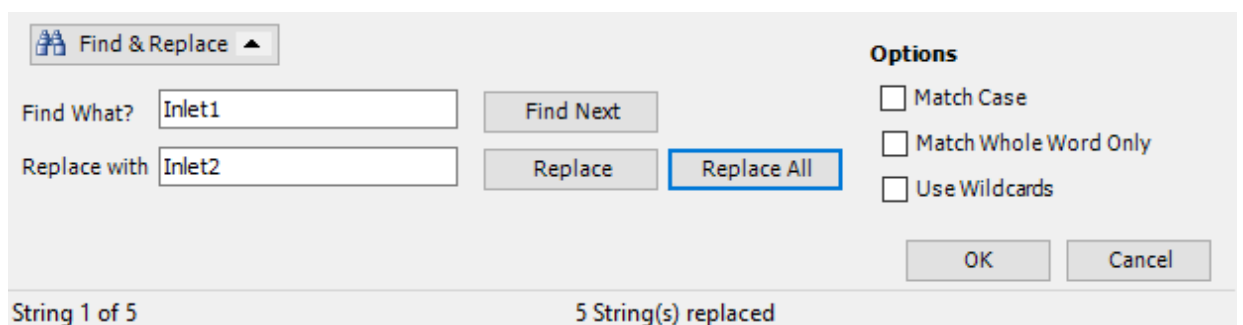 Find & Replace
Options
Find What? Inlet1 Find Next
Match Case
Replace with Inlet2 Replace Replace All
Match Whole Word Only
Use Wildcards
OK Cancel
String 1 of 5 5 String(s) replaced